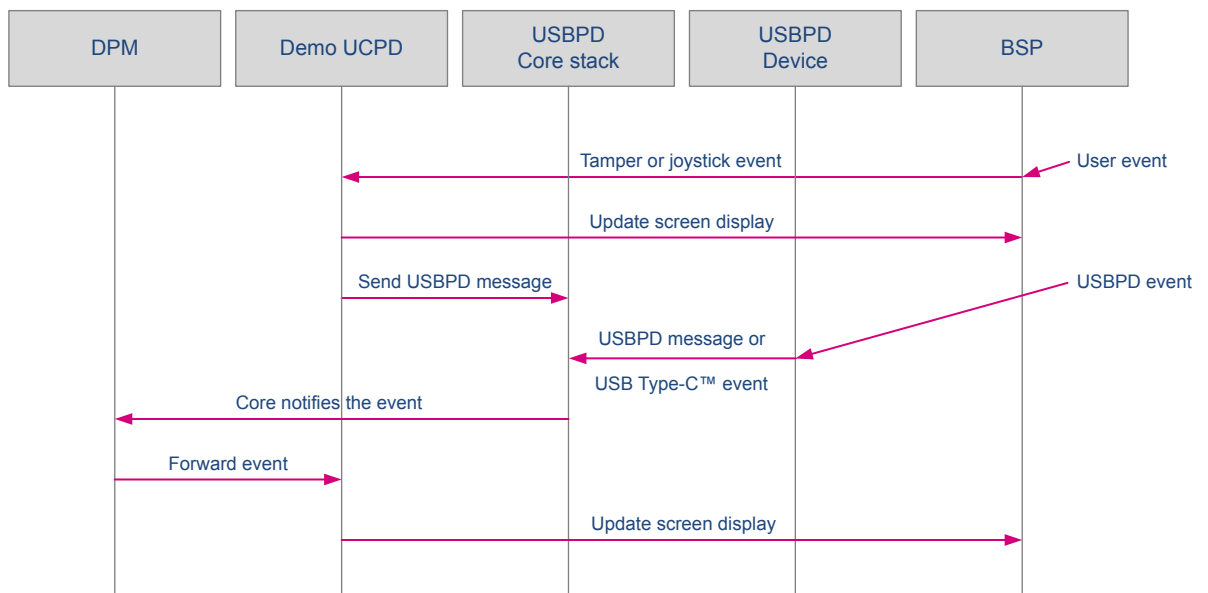 DPM
Demo UCPD
USBPD
Core stack
USBPD
Device
BSP
Tamper or joystick event
User event
Update screen display
Send USBPD message
USBPD event
USBPD message or
USB Type-C™ event
Core notifies the event
Forward event
Update screen display